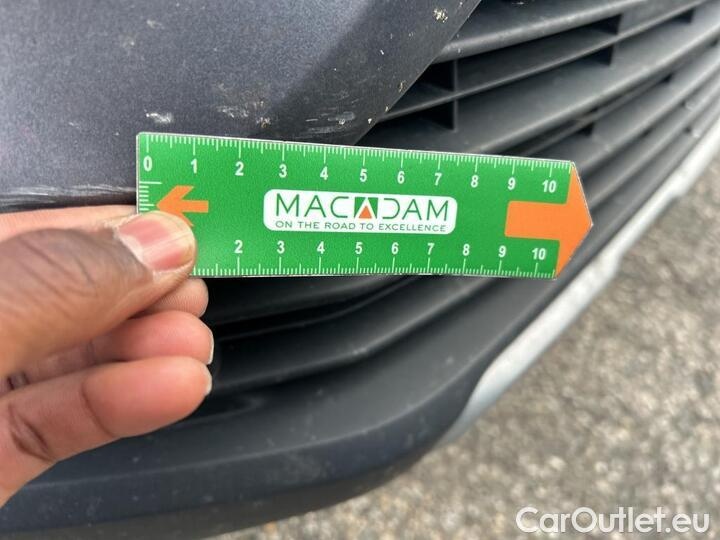 0 1 2 3 4 5 6 7 8 9 10
MACADAM
ON THE ROAD TO EXCELLENCE
2 3 4 5 6 7 8 9 10
CarOutlet.eu